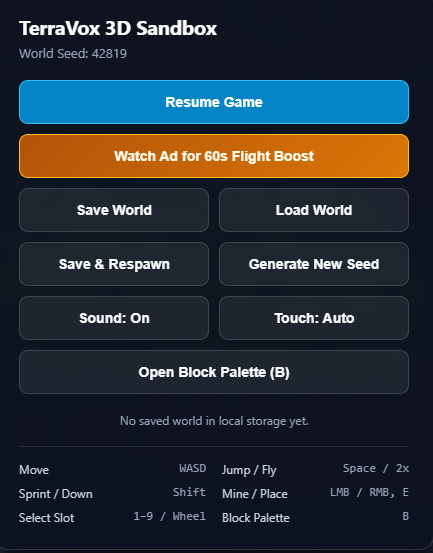 TerraVox 3D Sandbox
World Seed: 42819
Resume Game
Watch Ad for 60s Flight Boost
Save World Load World
Save & Respawn Generate New Seed
Sound: On Touch: Auto
Open Block Palette (B)
No saved world in local storage yet.
Move WASD Jump / Fly Space / 2x
Sprint / Down Shift Mine / Place LMB / RMB, E
Select Slot 1-9 / Wheel Block Palette B